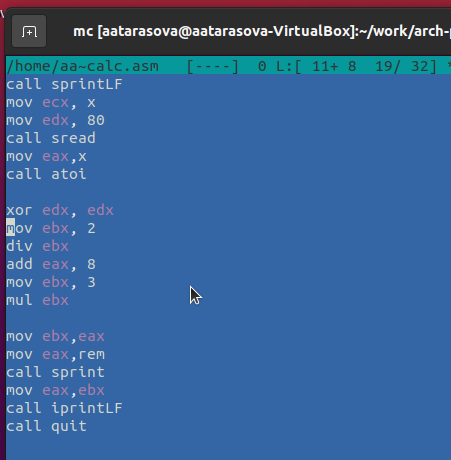 mc [aatarasova@aatarasova-VirtualBox]:~/work/arch-p
/home/aa~calc.asm [----] 0 L:[ 11+ 8 19/ 32] *
call sprintLF
mov ecx, x
mov edx, 80
call sread
mov eax,x
call atoi
xor edx, edx
mov ebx, 2
div ebx
add eax, 8
mov ebx, 3
mul ebx
mov ebx,eax
mov eax,rem
call sprint
mov eax,ebx
call iprintLF
call quit